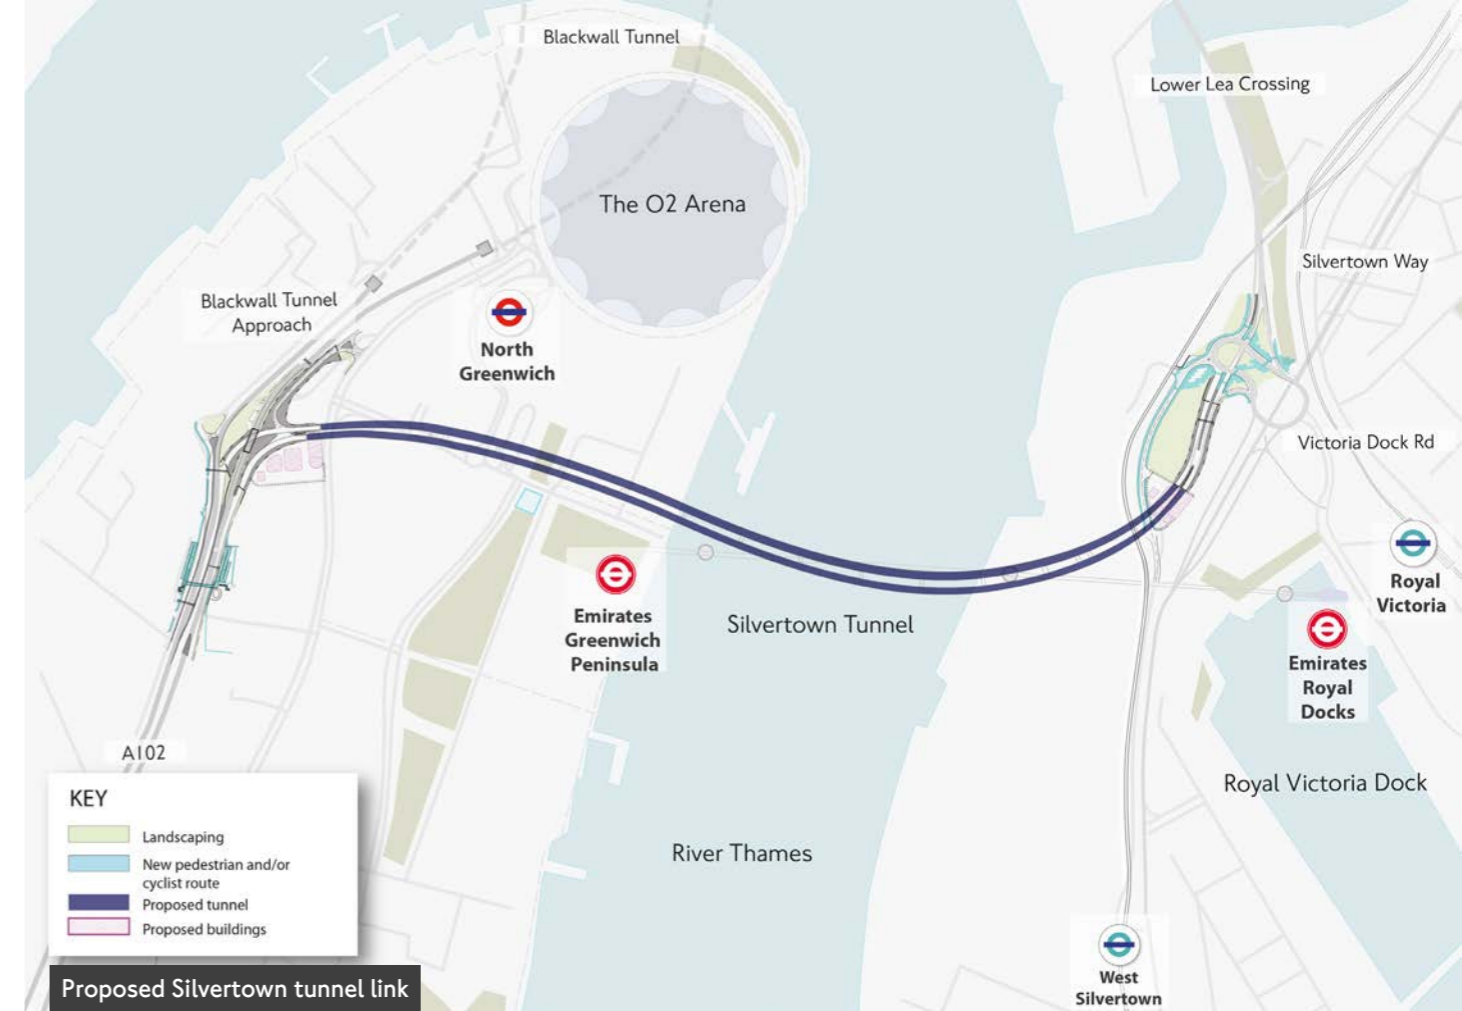 Blackwall Tunnel
Lower Lea Crossing
The O2 Arena
Silvertown Way
Blackwall Tunnel
Approach
North
Greenwich
Victoria Dock Rd
Royal
Victoria
Emirates
Greenwich
Peninsula
Silvertown Tunnel
Emirates
Royal
Docks
A102
Royal Victoria Dock
KEY
Landscaping
New pedestrian and/or
cyclist route
Proposed tunnel
Proposed buildings
River Thames
West
Silvertown
Proposed Silvertown tunnel link